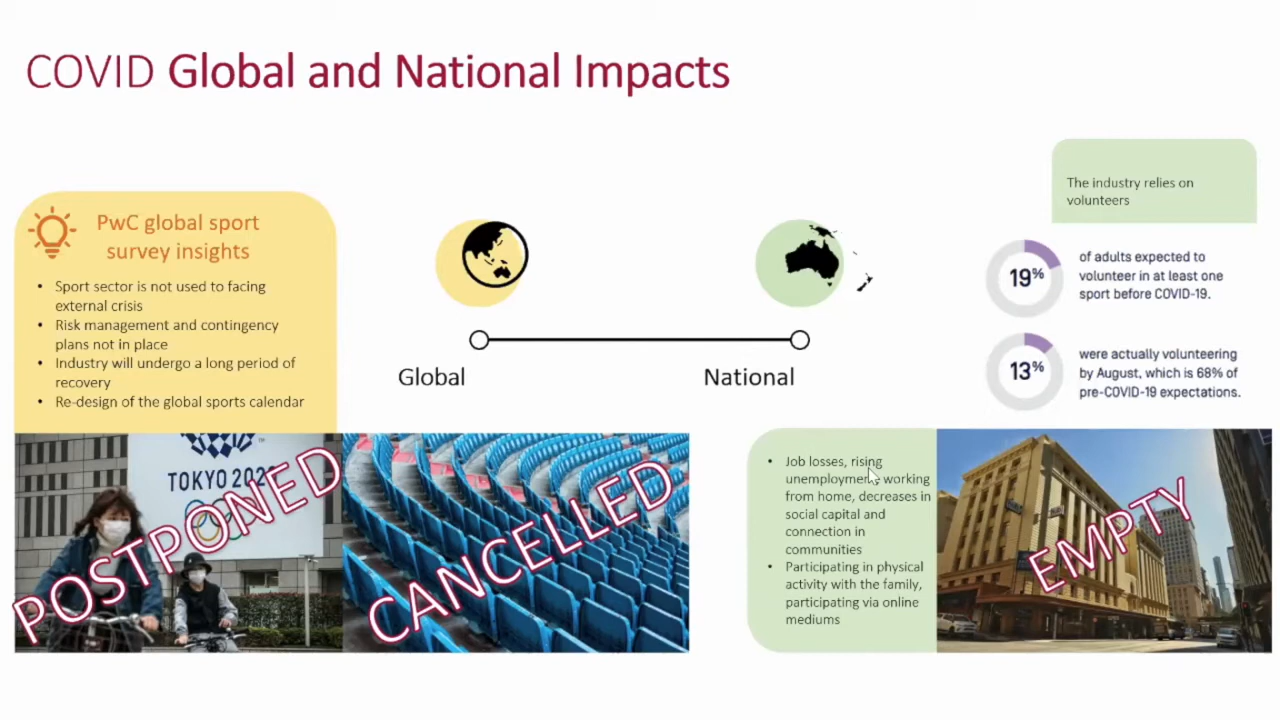 COVID Global and National Impacts
PwC global sport
survey insights
• Sport sector is not used to facing
external crisis
• Risk management and contingency
plans not in place
• Industry will undergo a long period of
recovery
• Re-design of the global sports calendar
Global
National
The industry relies on
volunteers
19%
of adults expected to
volunteer in at least one
sport before COVID-19.
13%
were actually volunteering
by August, which is 68% of
pre-COVID-19 expectations.
TOKYO
POSTPONED
CANCELLED
• Job losses, rising
unemployment, working
from home, decreases in
social capital and
connection in
communities
• Participating in physical
activity with the family,
participating via online
mediums
EMPTY